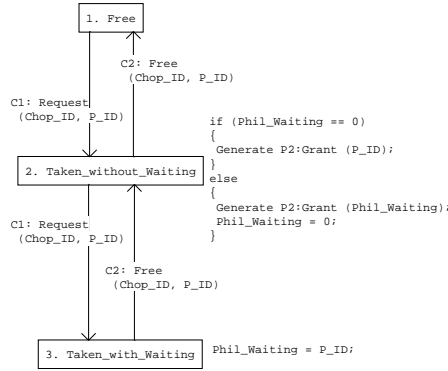 1. Free
C2: Free
(Chop_ID, P_ID)
C1: Request
(Chop_ID, P_ID)
if (Phil_Waiting == 0)
{
Generate P2:Grant (P_ID);
}
else
{
Generate P2:Grant (Phil_Waiting);
Phil_Waiting = 0;
}
2. Taken_without_Waiting
C1: Request
(Chop_ID, P_ID)
C2: Free
(Chop_ID, P_ID)
3. Taken_with_Waiting
Phil_Waiting = P_ID;